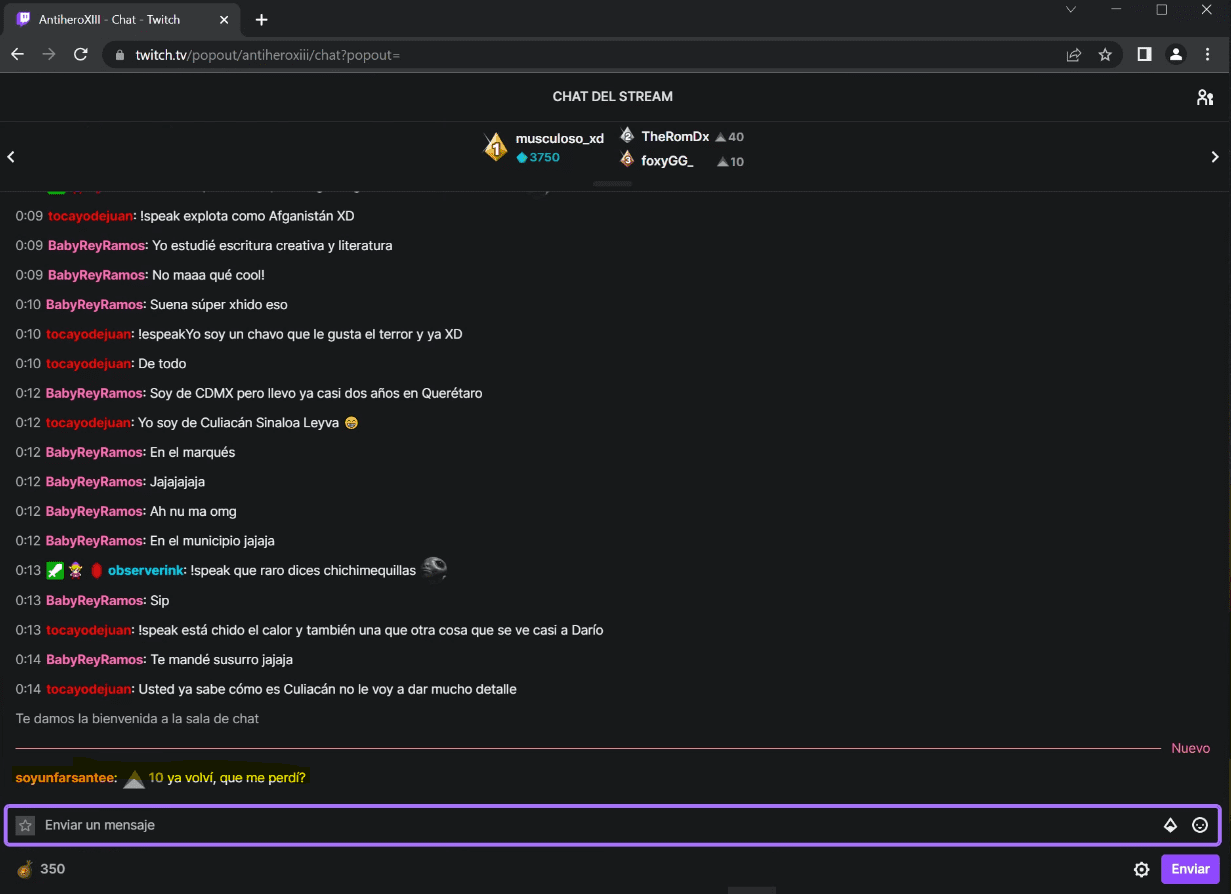 AntiheroXIII - Chat - Twitch
twitch.tv/popout/antiheroxiii/chat?popout=
CHAT DEL STREAM
1 musculoso_xd 2 TheRomDx 40
3750 3 foxyGG_ 10
0:09 tocayodejuan: !speak explota como Afganistán XD
0:09 BabyReyRamos: Yo estudié escritura creativa y literatura
0:09 BabyReyRamos: No maaa qué cool!
0:10 BabyReyRamos: Suena súper xhido eso
0:10 tocayodejuan: !espeakYo soy un chavo que le gusta el terror y ya XD
0:10 tocayodejuan: De todo
0:12 BabyReyRamos: Soy de CDMX pero llevo ya casi dos años en Querétaro
0:12 tocayodejuan: Yo soy de Culiacán Sinaloa Leyva 😁
0:12 BabyReyRamos: En el marqués
0:12 BabyReyRamos: Jajajajaja
0:12 BabyReyRamos: Ah nu ma omg
0:12 BabyReyRamos: En el municipio jajaja
0:13 observerink: !speak que raro dices chichimequillas
0:13 BabyReyRamos: Sip
0:13 tocayodejuan: !speak está chido el calor y también una que otra cosa que se ve casi a Darío
0:14 BabyReyRamos: Te mandé susurro jajaja
0:14 tocayodejuan: Usted ya sabe cómo es Culiacán no le voy a dar mucho detalle
Te damos la bienvenida a la sala de chat
Nuevo
soyunfarsantee: 10 ya volví, que me perdí?
Enviar un mensaje
350
Enviar